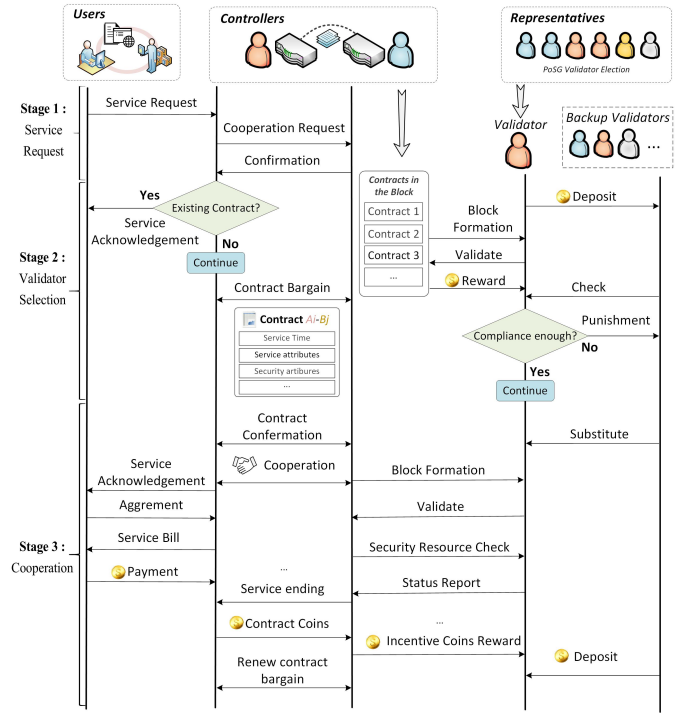 Users
Controllers
Representatives
PoSG Validator Election
Stage 1 :
Service
Request
Service Request
Cooperation Request
Confirmation
Validator
Backup Validators
...
Contracts in
the Block
Contract 1
Contract 2
Contract 3
...
Yes
Existing Contract?
Service
Acknowledgement
No
Continue
Stage 2 :
Validator
Selection
Deposit
Block
Formation
Validate
Reward
Check
Contract Bargain
Contract Ai-Bj
Service Time
Service attributes
Security artibures
...
Punishment
Compliance enough?
No
Yes
Continue
Contract
Confermation
Substitute
Cooperation
Service
Acknowledgement
Block Formation
Aggrement
Validate
Stage 3 :
Cooperation
Service Bill
Security Resource Check
Payment
...
Service ending
Status Report
Contract Coins
...
Incentive Coins Reward
Deposit
Renew contract
bargain